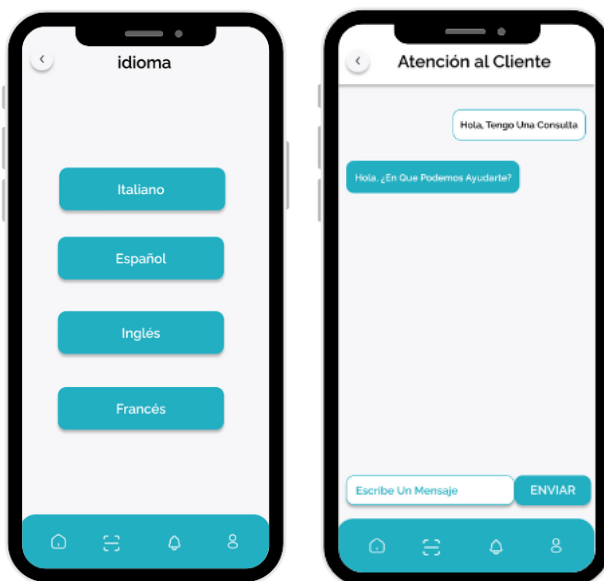 idioma
Italiano
Español
Inglés
Francés
Atención al Cliente
Hola, Tengo Una Consulta
Hola, ¿En Que Podemos Ayudarte?
Escribe Un Mensaje
ENVIAR